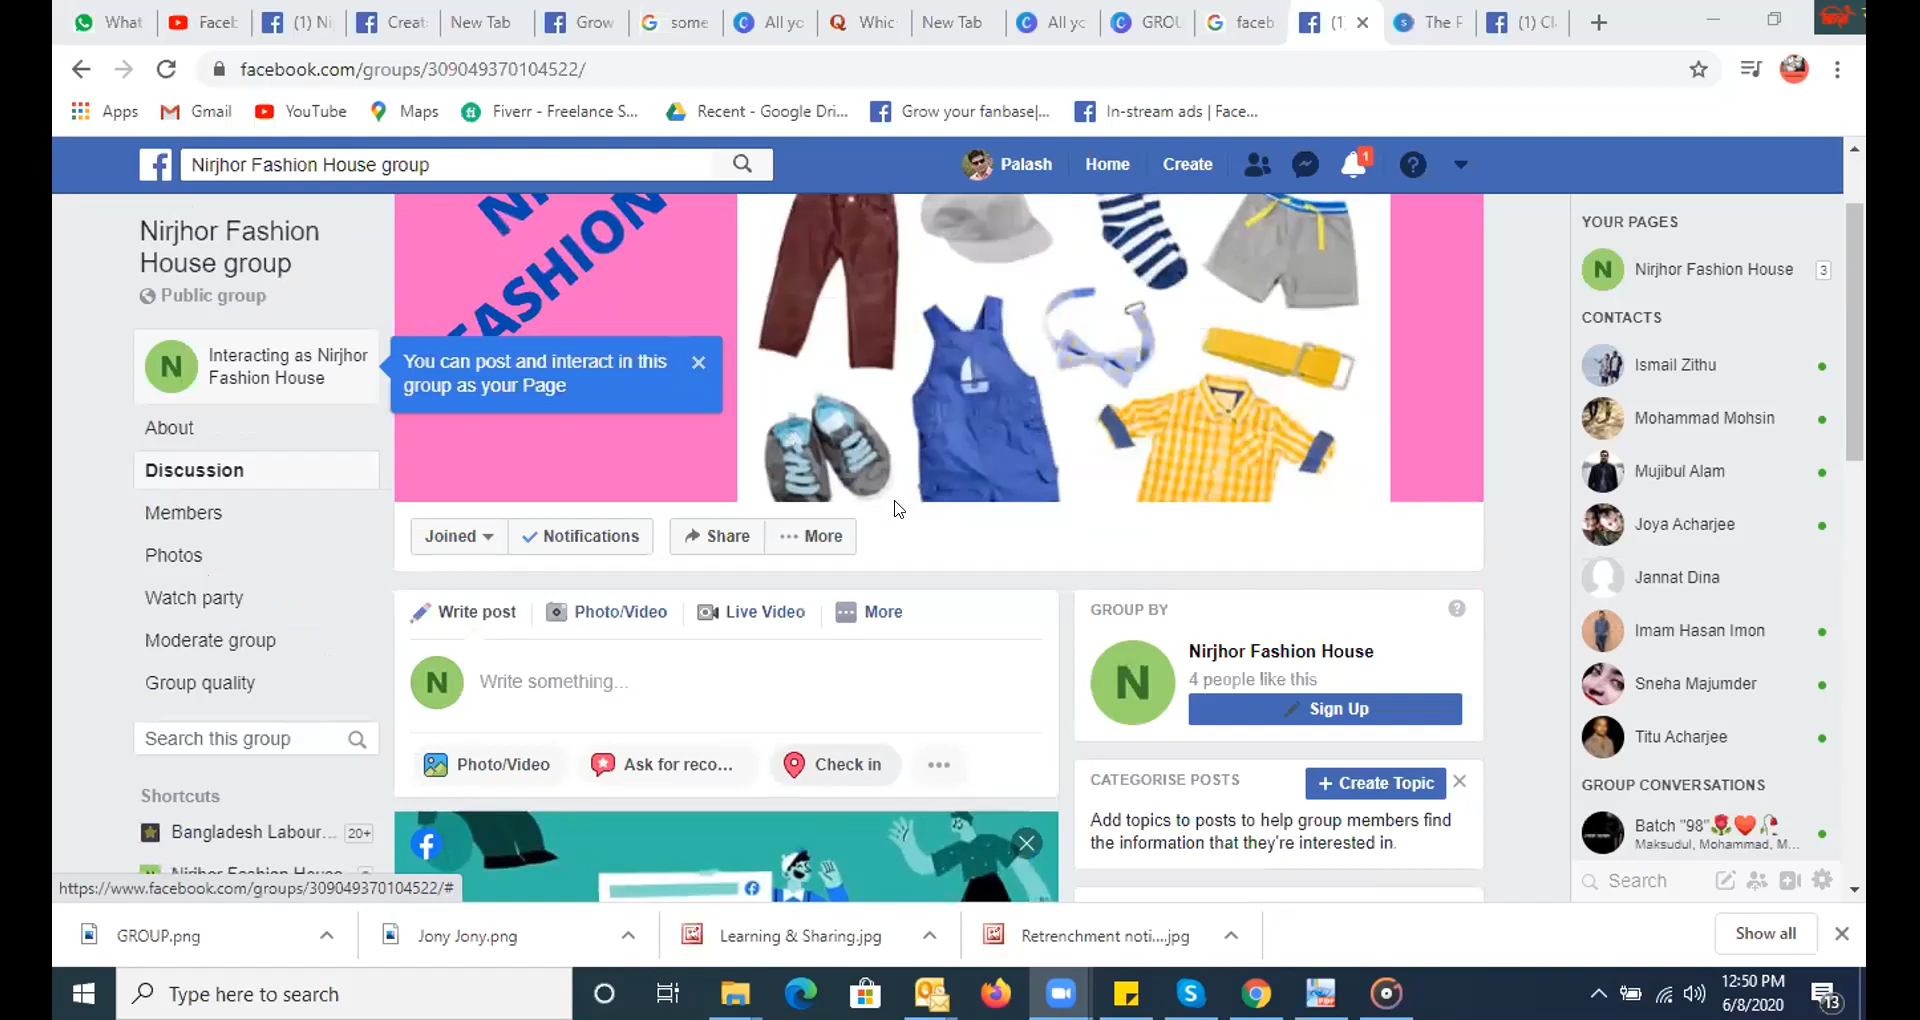 What
Faceb
(1) Ni
Creat
New Tab
Grow
some
All yo
Whic
New Tab
All yo
GROU
faceb
(1)
The F
(1) Cl
facebook.com/groups/309049370104522/
Apps
Gmail
YouTube
Maps
Fiverr - Freelance S...
Recent - Google Dri...
Grow your fanbase|...
In-stream ads | Face...
Nirjhor Fashion House group
Palash
Home
Create
1
Nirjhor Fashion
House group
Public group
N
Interacting as Nirjhor
Fashion House
You can post and interact in this
group as your Page
About
Discussion
Members
Photos
Watch party
Moderate group
Group quality
Search this group
Shortcuts
Bangladesh Labour... 20+
Nirjhor Fashion House
https://www.facebook.com/groups/309049370104522/#
FASHION
Joined
Notifications
Share
More
Write post
Photo/Video
Live Video
More
N
Write something...
Photo/Video
Ask for reco...
Check in
GROUP BY
N
Nirjhor Fashion House
4 people like this
Sign Up
CATEGORISE POSTS
+ Create Topic
Add topics to posts to help group members find
the information that they're interested in.
YOUR PAGES
N
Nirjhor Fashion House 3
CONTACTS
Ismail Zithu
Mohammad Mohsin
Mujibul Alam
Joya Acharjee
Jannat Dina
Imam Hasan Imon
Sneha Majumder
Titu Acharjee
GROUP CONVERSATIONS
Batch "98"🌹❤️🥀
Maksudul, Mohammad, M...
Search
GROUP.png
Jony Jony.png
Learning & Sharing.jpg
Retrenchment noti....jpg
Show all
Type here to search
12:50 PM
6/8/2020
13